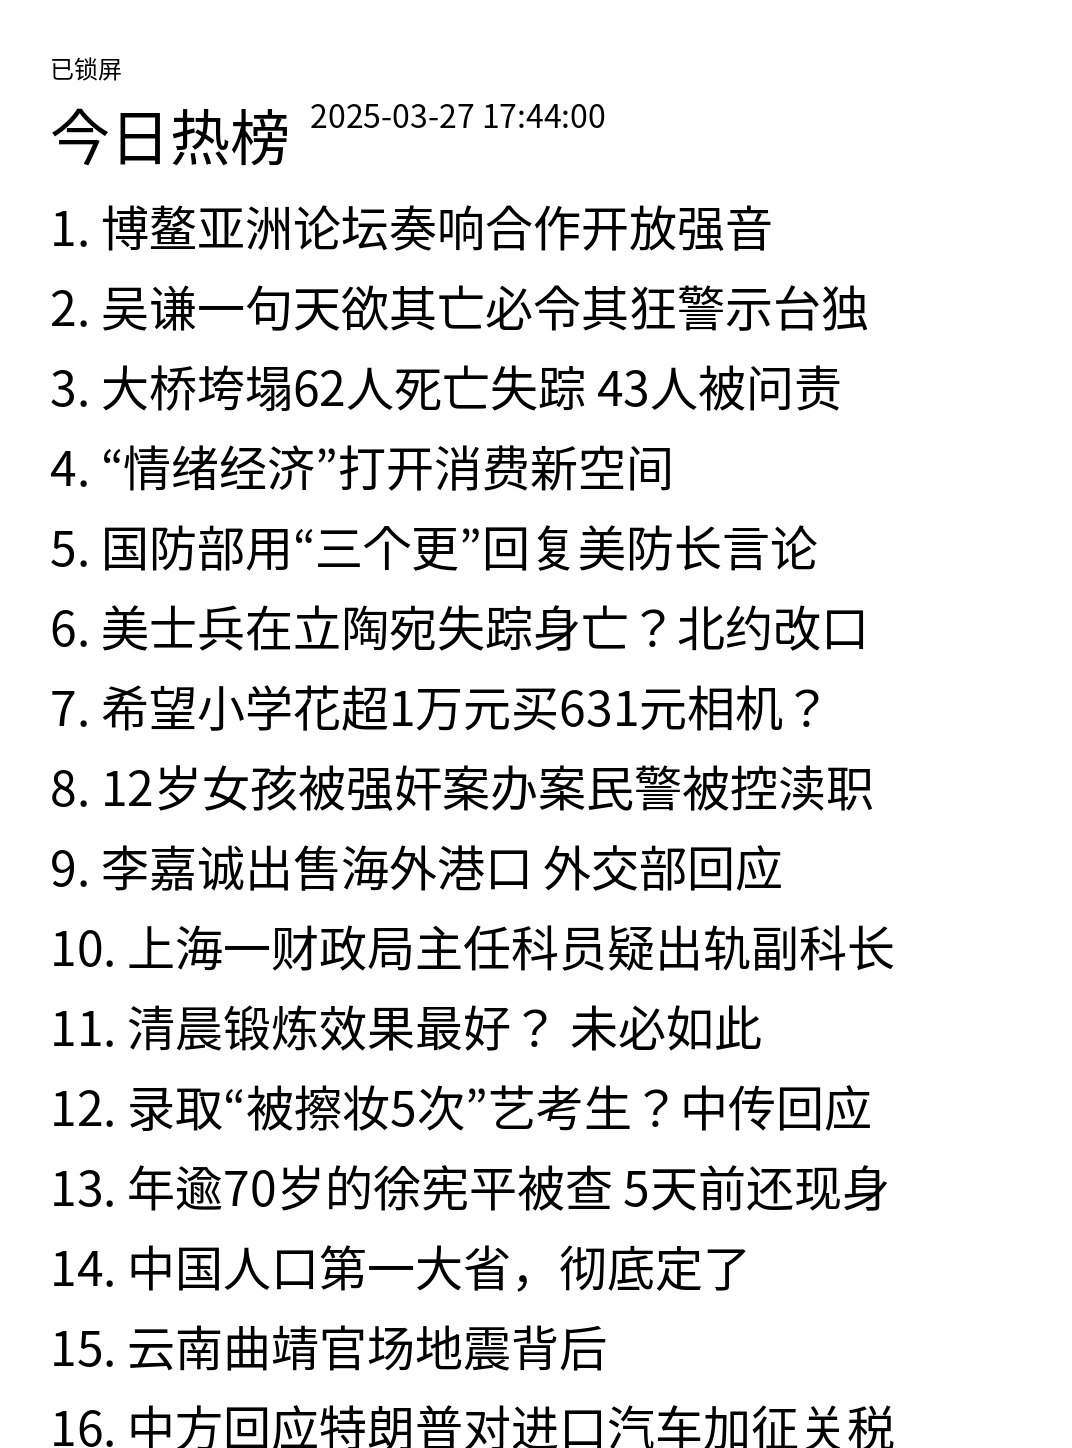 已锁屏
今日热榜 2025-03-27 17:44:00
1. 博鳌亚洲论坛奏响合作开放强音
2. 吴谦一句天欲其亡必令其狂警示台独
3. 大桥垮塌62人死亡失踪 43人被问责
4. “情绪经济”打开消费新空间
5. 国防部用“三个更”回复美防长言论
6. 美士兵在立陶宛失踪身亡？北约改口
7. 希望小学花超1万元买631元相机？
8. 12岁女孩被强奸案办案民警被控渎职
9. 李嘉诚出售海外港口 外交部回应
10. 上海一财政局主任科员疑出轨副科长
11. 清晨锻炼效果最好？ 未必如此
12. 录取“被擦妆5次”艺考生？中传回应
13. 年逾70岁的徐宪平被查 5天前还现身
14. 中国人口第一大省，彻底定了
15. 云南曲靖官场地震背后
16. 中方回应特朗普对进口汽车加征关税